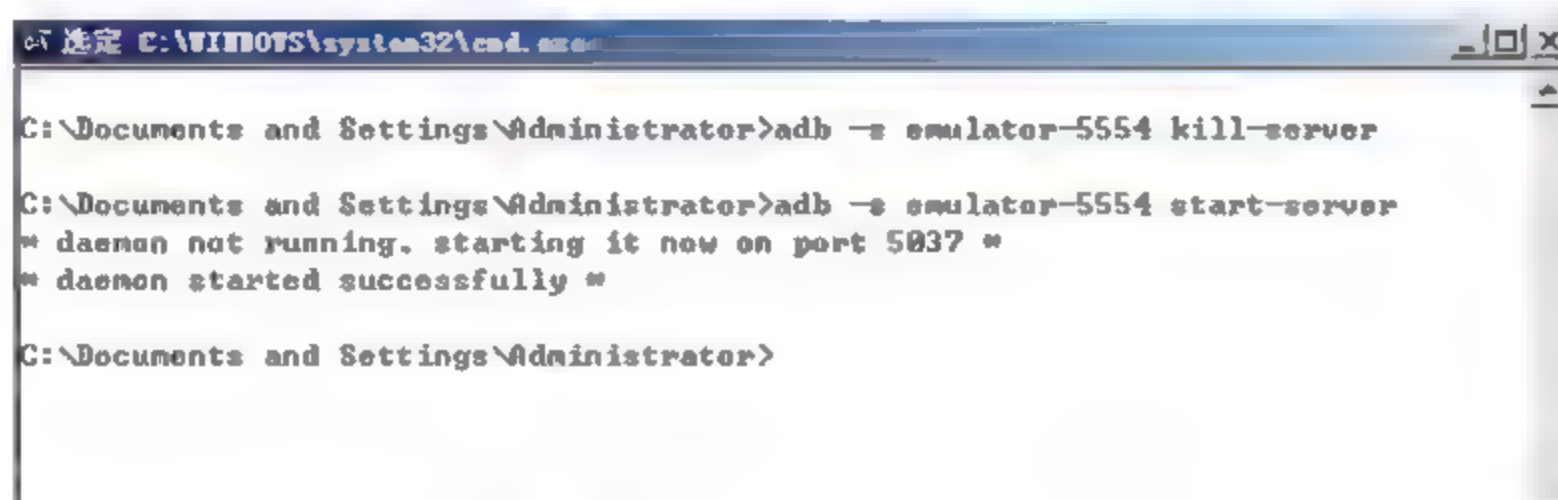 选定 C:\WINDOWS\system32\cmd.exe
C:\Documents and Settings\Administrator>adb -s emulator-5554 kill-server
C:\Documents and Settings\Administrator>adb -s emulator-5554 start-server
* daemon not running. starting it now on port 5037 *
* daemon started successfully *
C:\Documents and Settings\Administrator>